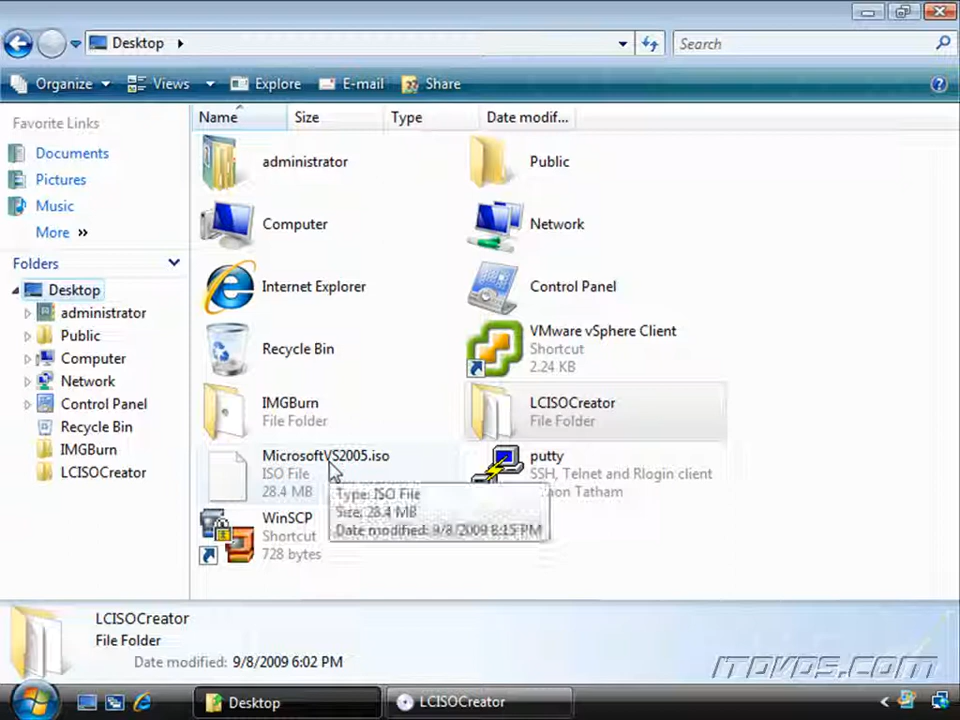 Desktop
Search
Organize
Views
Explore
E-mail
Share
Favorite Links
Documents
Pictures
Music
More »
Folders
Desktop
administrator
Public
Computer
Network
Control Panel
Recycle Bin
IMGBurn
LCISOCreator
Name
Size
Type
Date modif...
administrator
Public
Computer
Network
Internet Explorer
Control Panel
Recycle Bin
VMware vSphere Client
Shortcut
2.24 KB
IMGBurn
File Folder
LCISOCreator
File Folder
MicrosoftVS2005.iso
ISO File
28.4 MB
putty
SSH, Telnet and Rlogin client
Tatham
Type: ISO File
Size: 28.4 MB
Date modified: 9/8/2009 8:15 PM
WinSCP
Shortcut
728 bytes
LCISOCreator
File Folder
Date modified: 9/8/2009 6:02 PM
ITDVDS.COM
Desktop
LCISOCreator